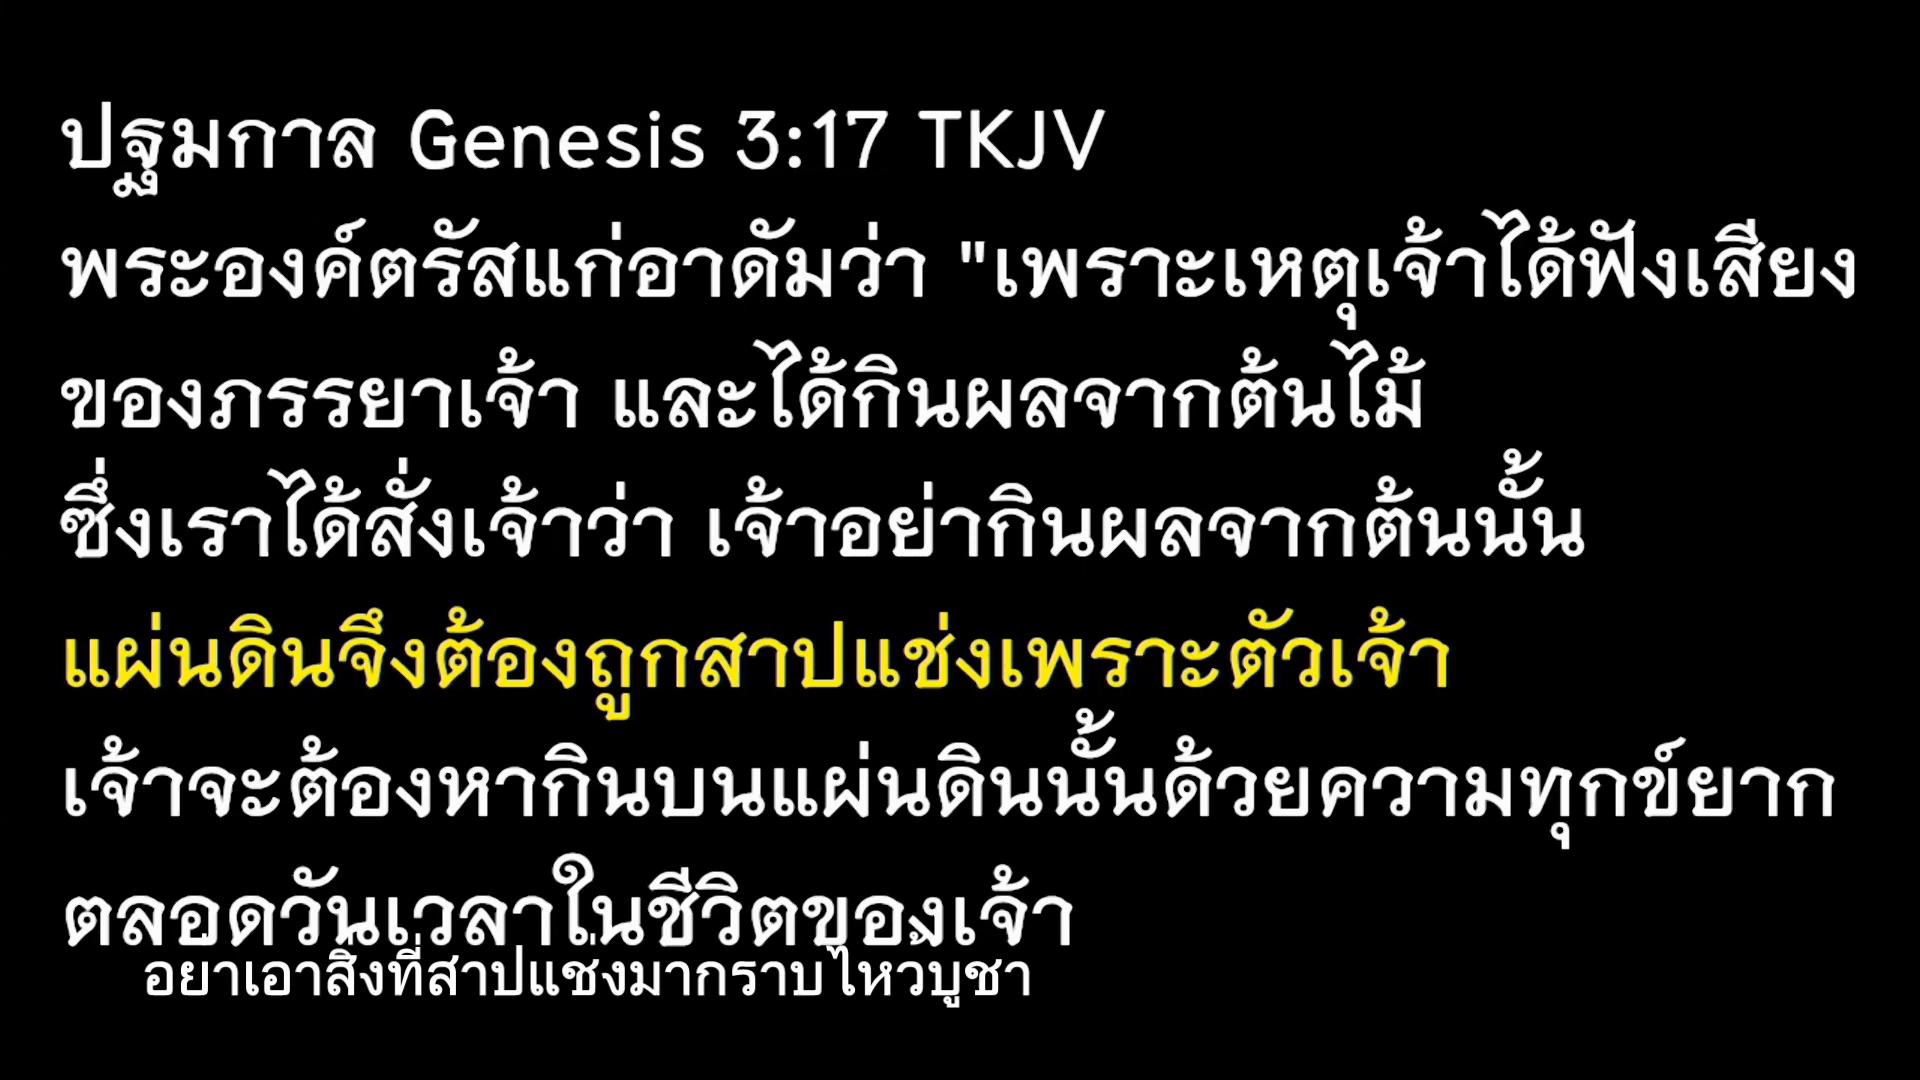 ปฐมกาล Genesis 3:17 TKJV
พระองค์ตรัสแก่อาดัมว่า "เพราะเหตุเจ้าได้ฟังเสียง
ของภรรยาเจ้า และได้กินผลจากต้นไม้
ซึ่งเราได้สั่งเจ้าว่า เจ้าอย่ากินผลจากต้นนั้น
แผ่นดินจึงต้องถูกสาปแช่งเพราะตัวเจ้า
เจ้าจะต้องหากินบนแผ่นดินนั้นด้วยความทุกข์ยาก
ตลอดวันเวลาในชีวิตของเจ้า
อย่าเอาสิ่งที่สาปแช่งมากราบไหว้บูชา